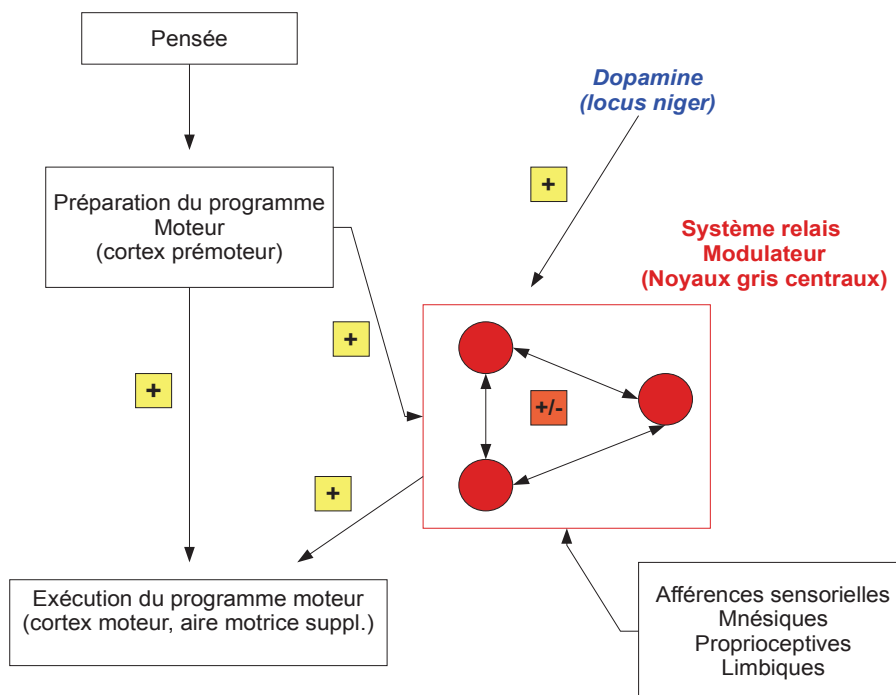 Pensée
Dopamine
(locus niger)
+
Préparation du programme
Moteur
(cortex prémoteur)
Système relais
Modulateur
(Noyaux gris centraux)
+
+
+/-
+
Exécution du programme moteur
(cortex moteur, aire motrice suppl.)
Afférences sensorielles
Mnésiques
Proprioceptives
Limbiques